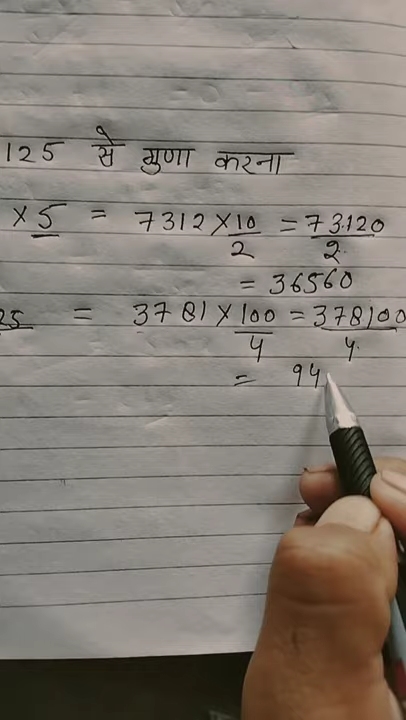 125 से गुणा करना
× 5 = 7312 × 10/2 = 73120/2
= 36560
25 = 3781 × 100/4 = 378100/4
= 94